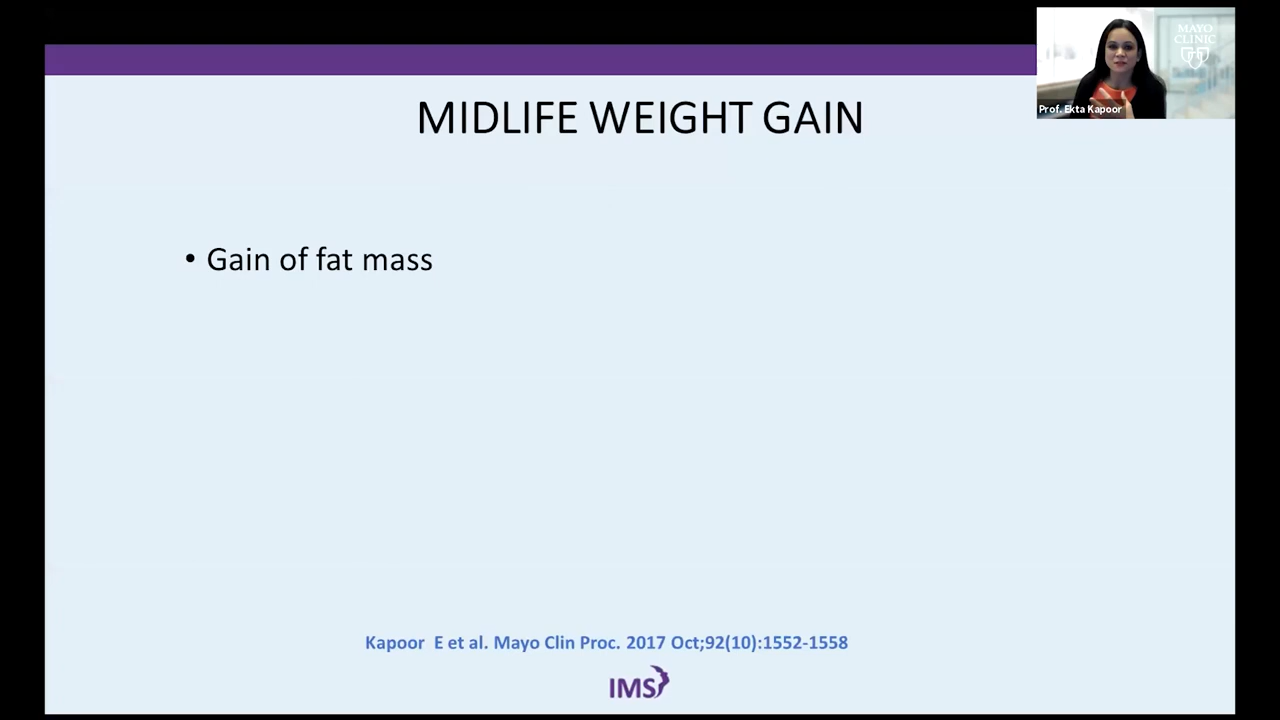 MAYO
CLINIC
Prof. Ekta Kapoor
MIDLIFE WEIGHT GAIN
• Gain of fat mass
Kapoor E et al. Mayo Clin Proc. 2017 Oct;92(10):1552-1558
IMS